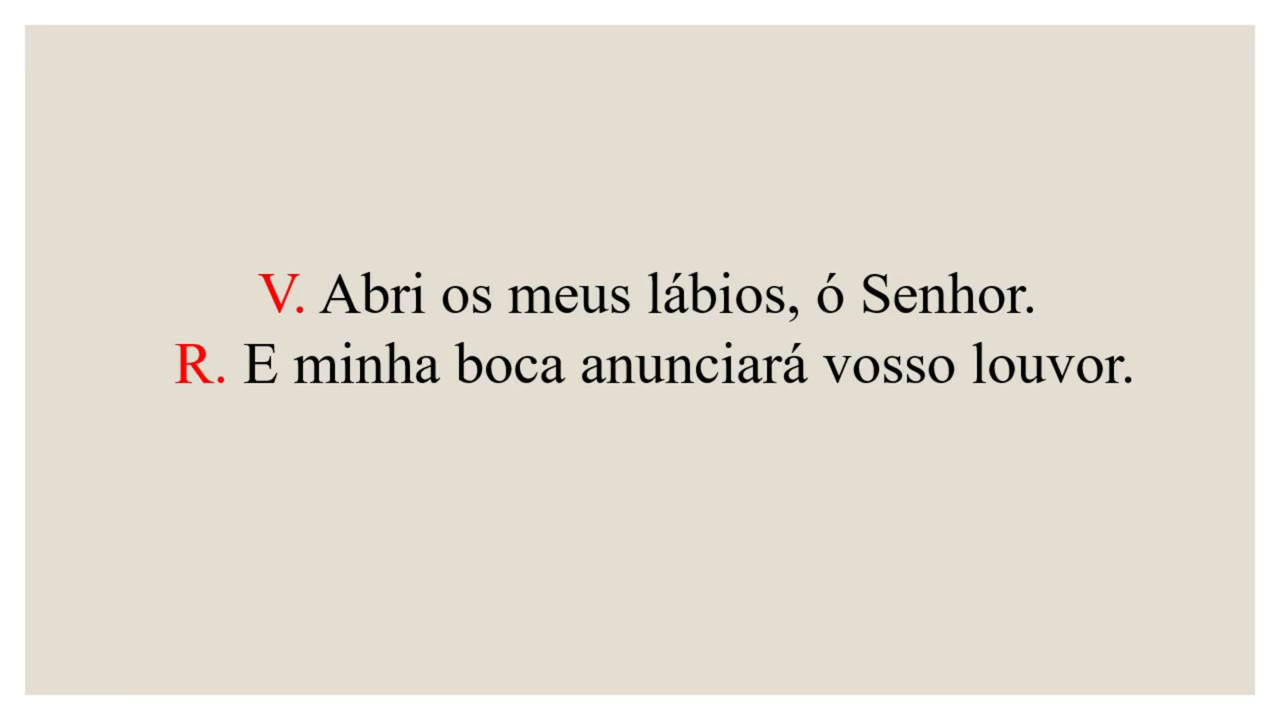 V. Abri os meus lábios, ó Senhor.
R. E minha boca anunciará vosso louvor.